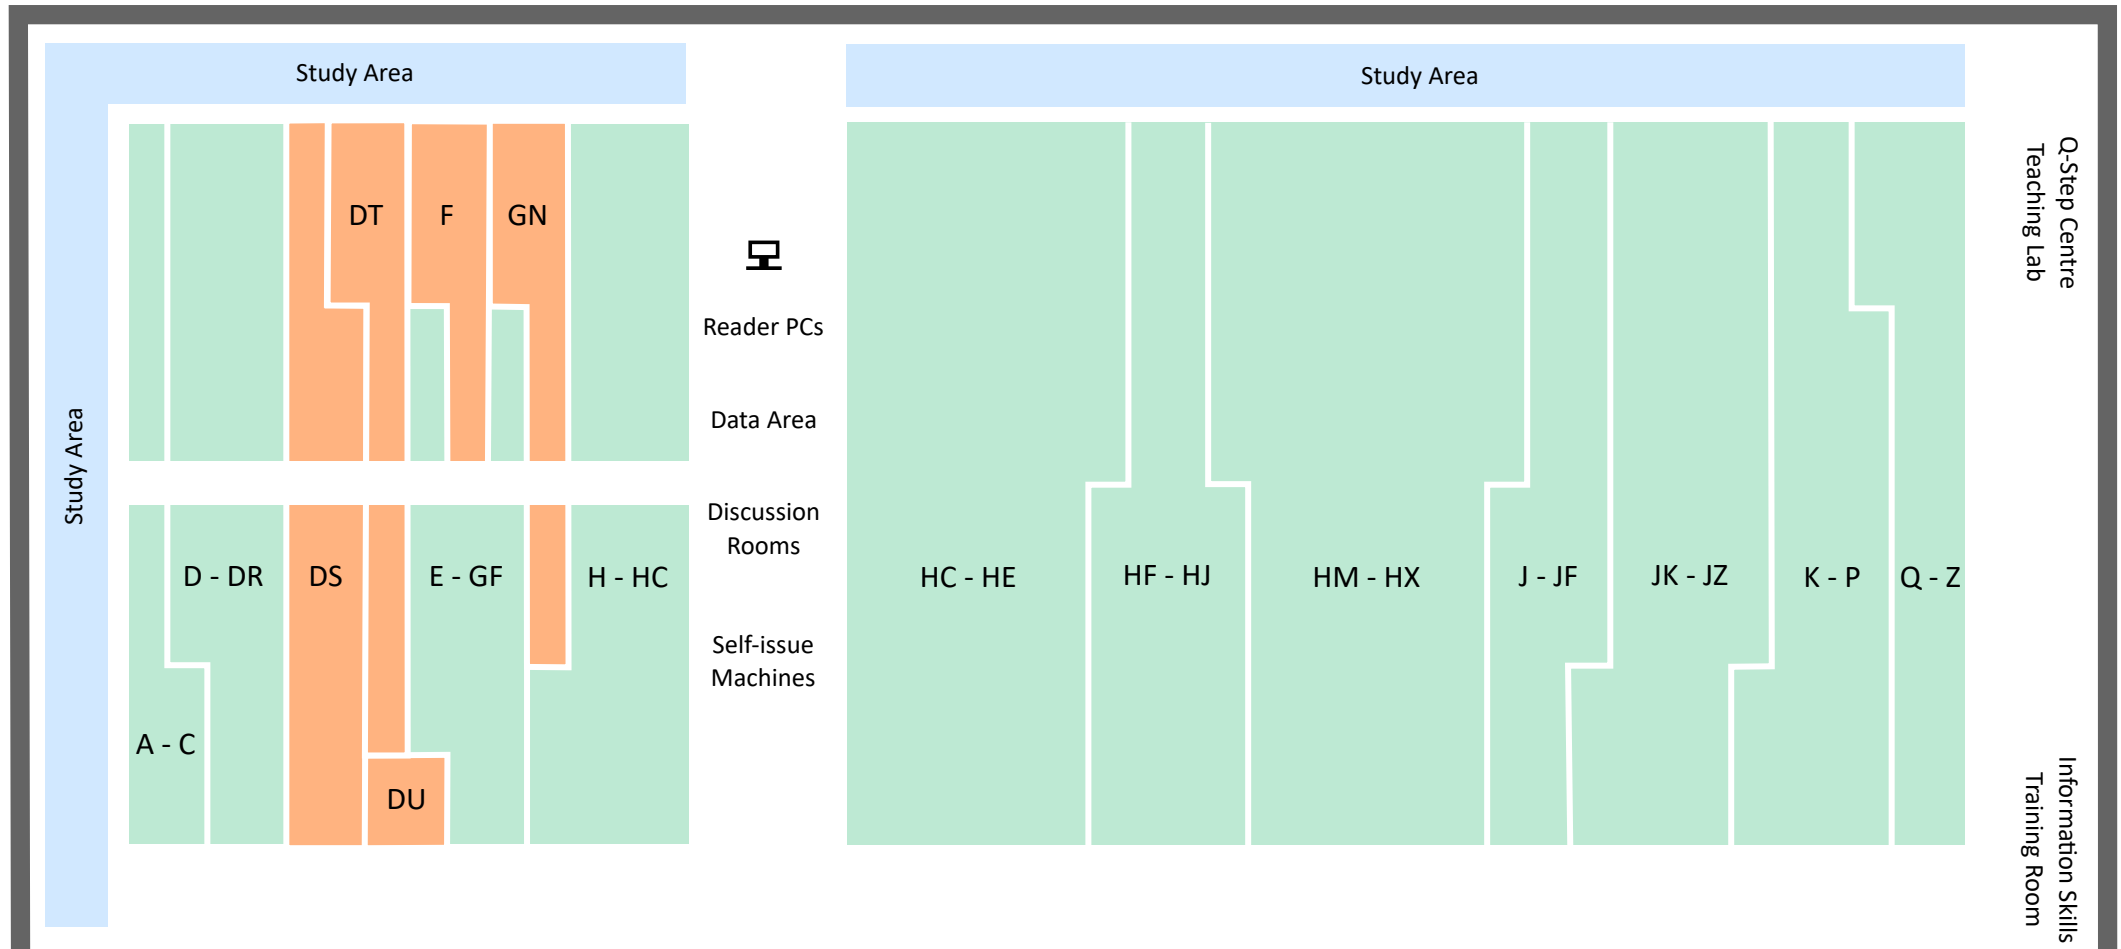 Study Area
Study Area
Study Area
DT
F
GN
Reader PCs
Data Area
Discussion
Rooms
Self-issue
Machines
A - C
D - DR
DS
DU
E - GF
H - HC
HC - HE
HF - HJ
HM - HX
J - JF
JK - JZ
K - P
Q - Z
Q-Step Centre
Teaching Lab
Information Skills
Training Room